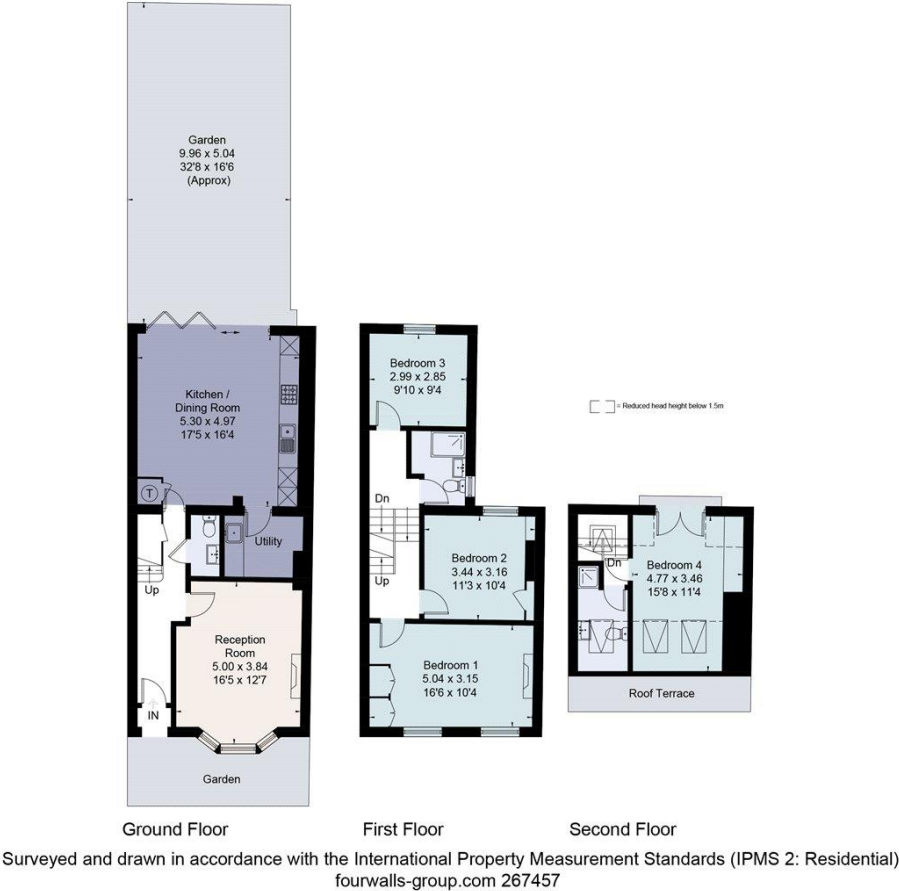 Garden
9.96 x 5.04
32'8 x 16'6
(Approx)
Kitchen /
Dining Room
5.30 x 4.97
17'5 x 16'4
T
Utility
Up
Reception
Room
5.00 x 3.84
16'5 x 12'7
IN
Garden
Bedroom 3
2.99 x 2.85
9'10 x 9'4
Dn
Up
Bedroom 2
3.44 x 3.16
11'3 x 10'4
Bedroom 1
5.04 x 3.15
16'6 x 10'4
= Reduced head height below 1.5m
Dn
Bedroom 4
4.77 x 3.46
15'8 x 11'4
Roof Terrace
Ground Floor
First Floor
Second Floor
Surveyed and drawn in accordance with the International Property Measurement Standards (IPMS 2: Residential)
fourwalls-group.com 267457